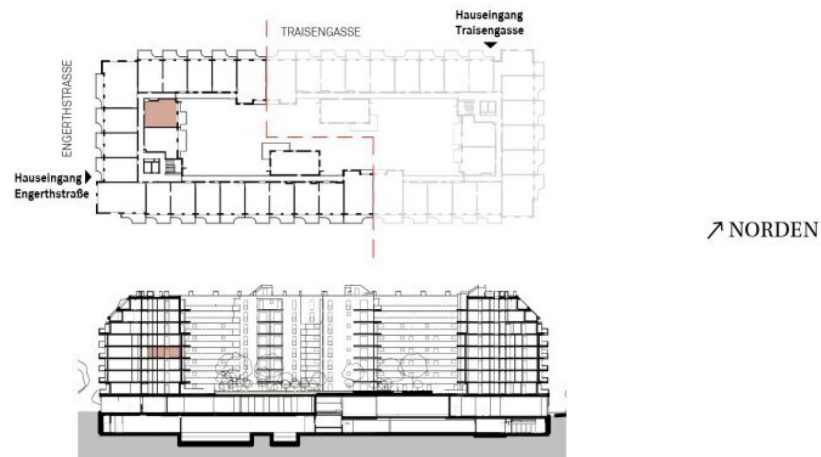 TRAISENGASSE
Hauseingang
Traisengasse
ENGERTHSTRASSE
Hauseingang
Engerthstraße
NORDEN